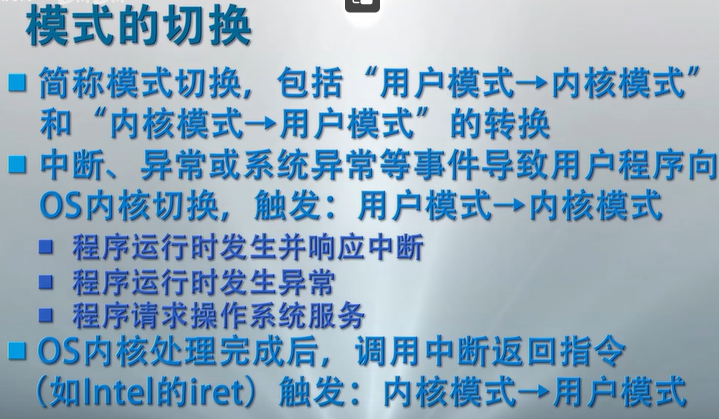 模式的切换
简称模式切换，包括“用户模式→内核模式”
和“内核模式→用户模式”的转换
中断、异常或系统异常等事件导致用户程序向
OS内核切换，触发：用户模式→内核模式
程序运行时发生并响应中断
程序运行时发生异常
程序请求操作系统服务
OS内核处理完成后，调用中断返回指令
（如Intel的iret）触发：内核模式→用户模式